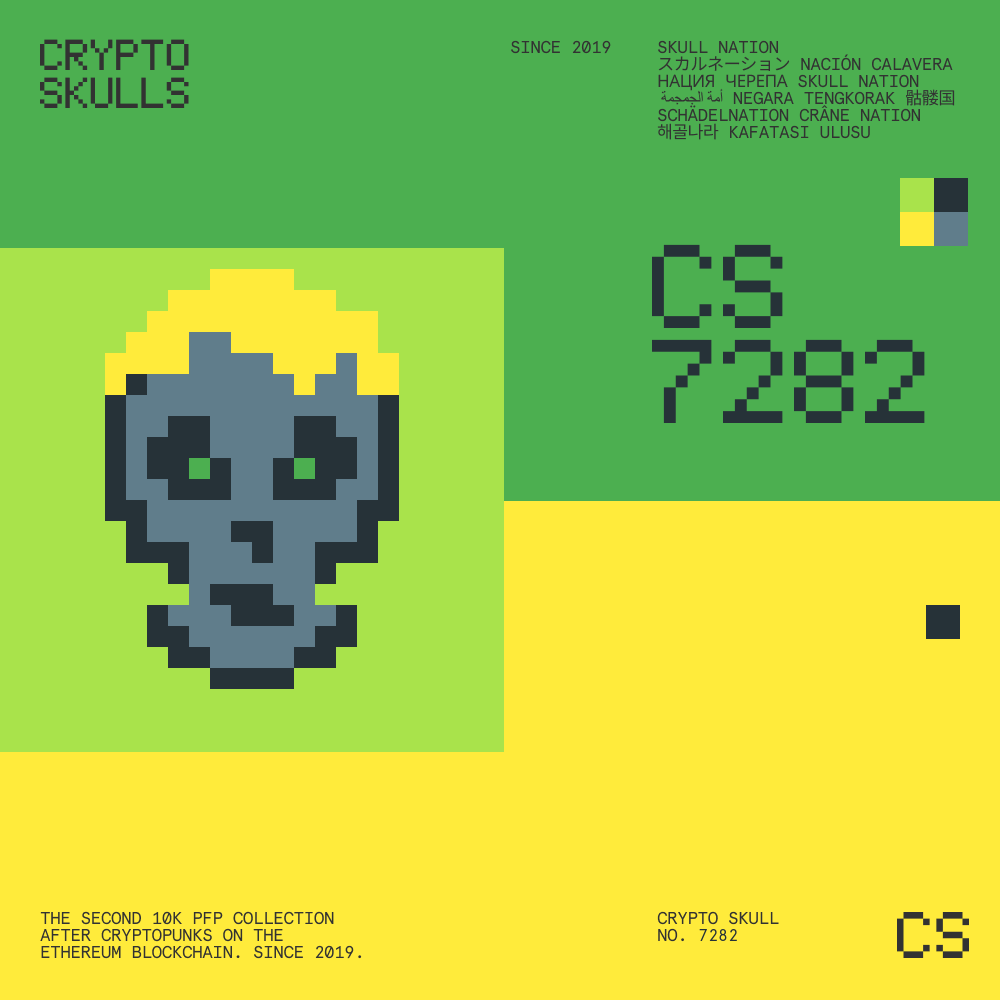 CRYPTO
SKULLS
SINCE 2019
SKULL NATION
スカルネーション NACIÓN CALAVERA
НАЦИЯ ЧЕРЕПА SKULL NATION
أمة الجمجمة NEGARA TENGKORAK 骷髅国
SCHÄDELNATION CRÂNE NATION
해골나라 KAFATASI ULUSU
CS
7282
THE SECOND 10K PFP COLLECTION
AFTER CRYPTOPUNKS ON THE
ETHEREUM BLOCKCHAIN. SINCE 2019.
CRYPTO SKULL
NO. 7282
CS